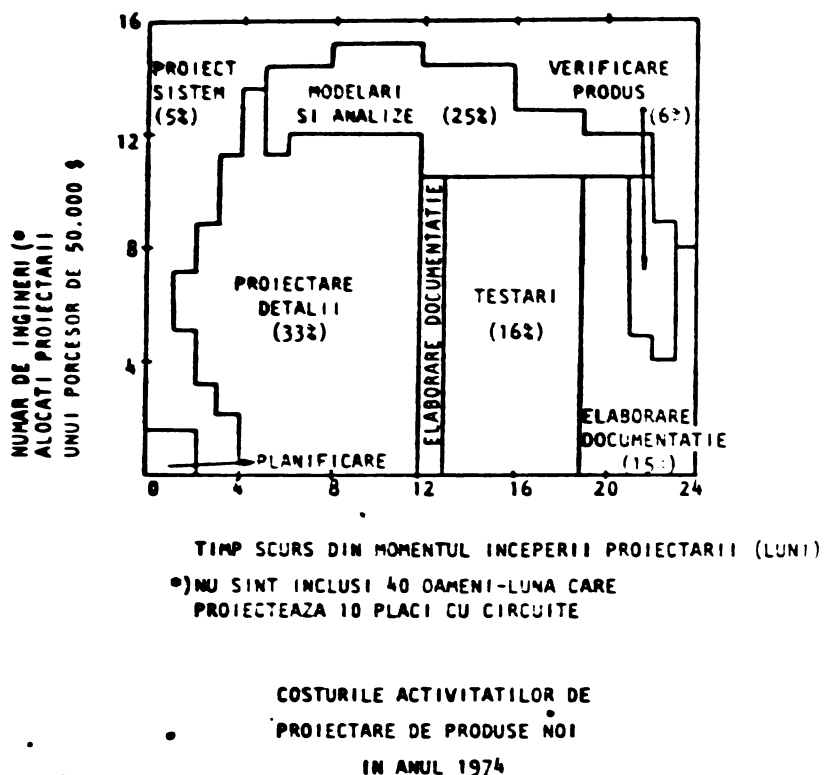 16
12
8
4
NUMAR DE INGINERI (*
ALOCATI PROIECTARII
UNUI PORCESOR DE 50.000 $
PROIECT
SISTEM
(5%)
MODELARI
SI ANALIZE (25%)
VERIFICARE
PRODUS
(6%)
PROIECTARE
DETALII
(33%)
ELABORARE DOCUMENTATIE
TESTARI
(16%)
ELABORARE
DOCUMENTATIE
(15%)
PLANIFICARE
0 4 8 12 16 20 24
TIMP SCURS DIN MOMENTUL INCEPERII PROIECTARII (LUNI)
*)NU SINT INCLUSI 40 OAMENI-LUNA CARE
PROIECTEAZA 10 PLACI CU CIRCUITE
COSTURILE ACTIVITATILOR DE
PROIECTARE DE PRODUSE NOI
IN ANUL 1974